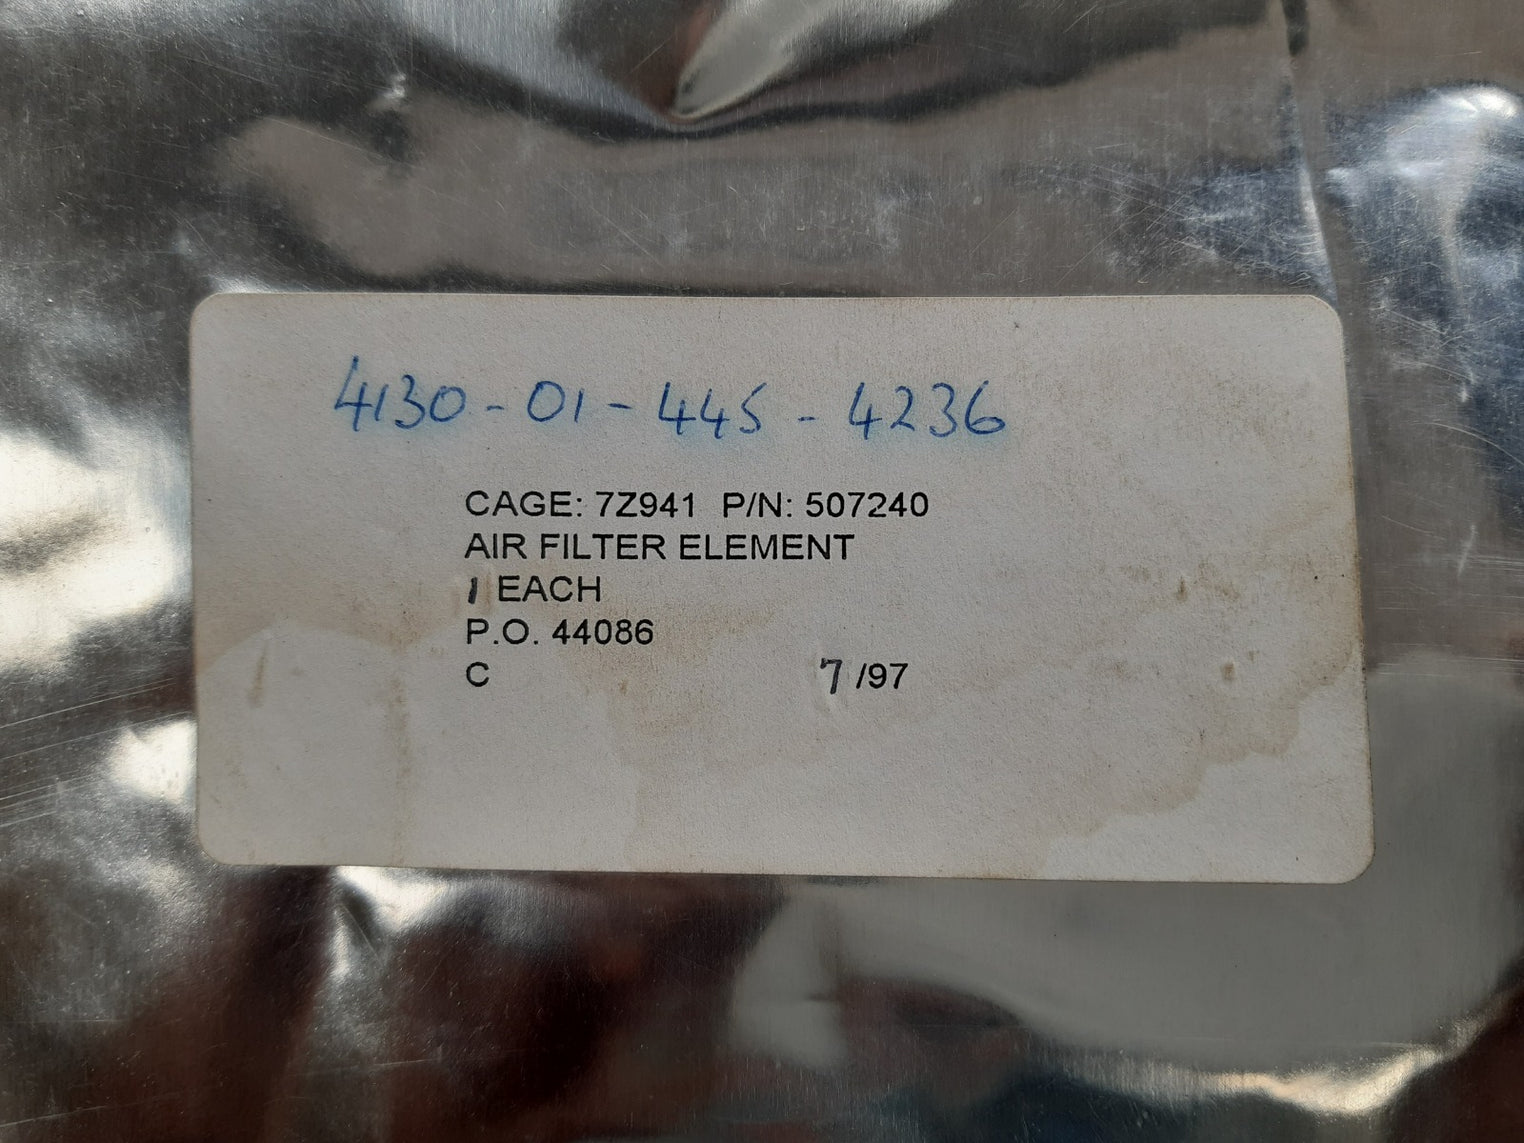 4130-01-445-4236
CAGE: 7Z941 P/N: 507240
AIR FILTER ELEMENT
1 EACH
P.O. 44086
C 7/97